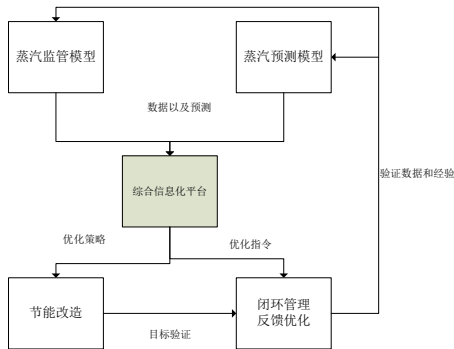 蒸汽监管模型
蒸汽预测模型
数据以及预测
综合信息化平台
验证数据和经验
优化策略
优化指令
节能改造
闭环管理
反馈优化
目标验证